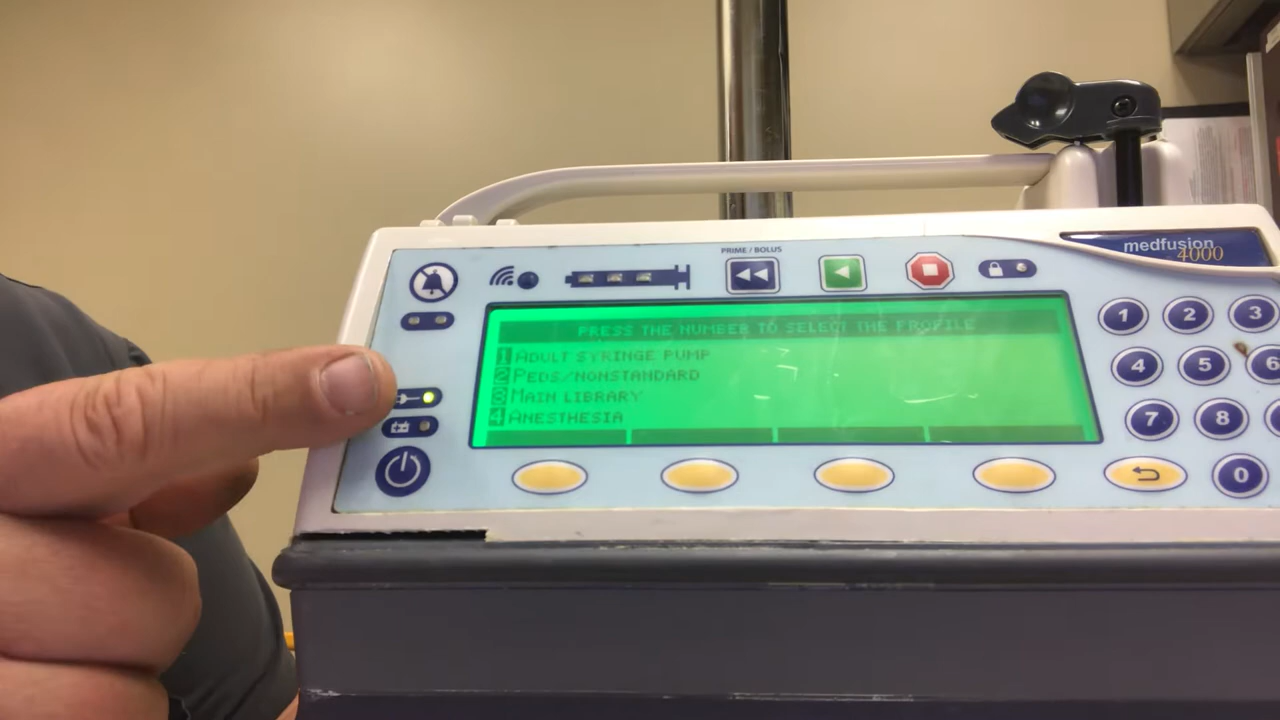 PRIME / BOLUS
medfusion
4000
PRESS THE NUMBER TO SELECT THE PROFILE
1 ADULT SYRINGE PUMP
2 PEDS/NONSTANDARD
3 MAIN LIBRARY
4 ANESTHESIA
1 2 3
4 5 6
7 8
0